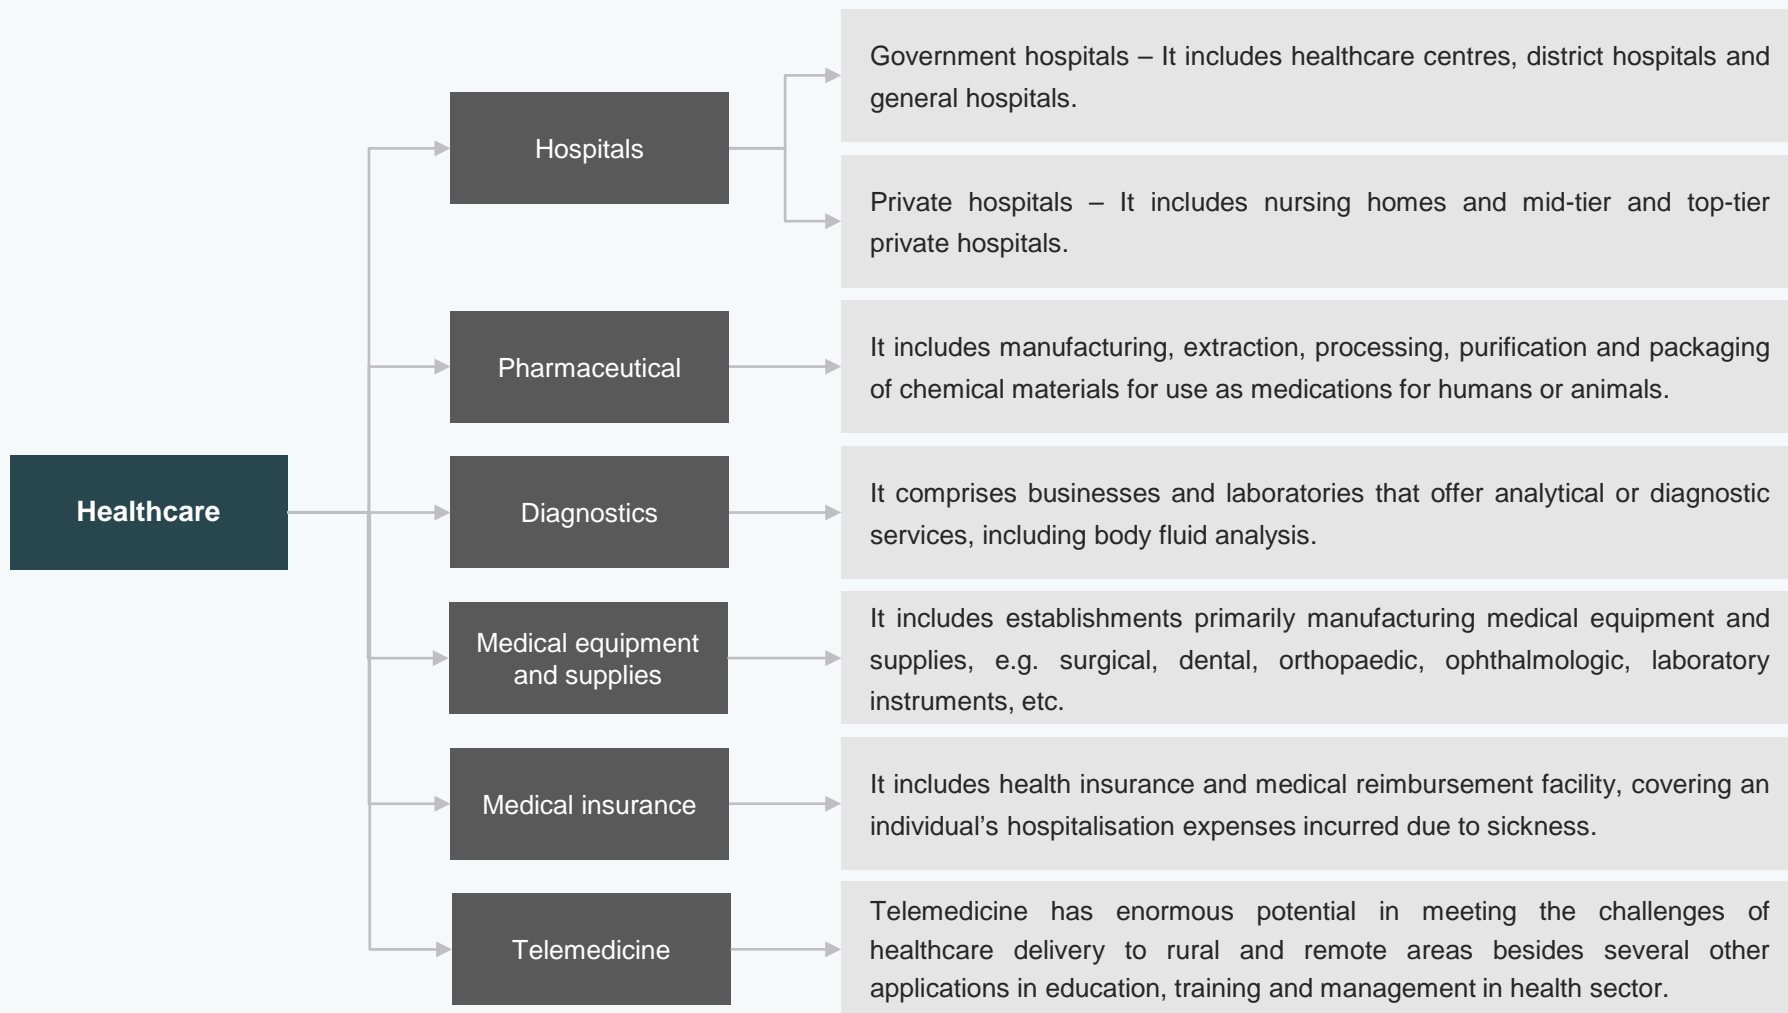 Government hospitals – It includes healthcare centres, district hospitals and
general hospitals.
Hospitals
Private hospitals – It includes nursing homes and mid-tier and top-tier
private hospitals.
Pharmaceutical
It includes manufacturing, extraction, processing, purification and packaging
of chemical materials for use as medications for humans or animals.
Healthcare
Diagnostics
It comprises businesses and laboratories that offer analytical or diagnostic
services, including body fluid analysis.
Medical equipment
and supplies
It includes establishments primarily manufacturing medical equipment and
supplies, e.g. surgical, dental, orthopaedic, ophthalmologic, laboratory
instruments, etc.
Medical insurance
It includes health insurance and medical reimbursement facility, covering an
individual’s hospitalisation expenses incurred due to sickness.
Telemedicine
Telemedicine has enormous potential in meeting the challenges of
healthcare delivery to rural and remote areas besides several other
applications in education, training and management in health sector.